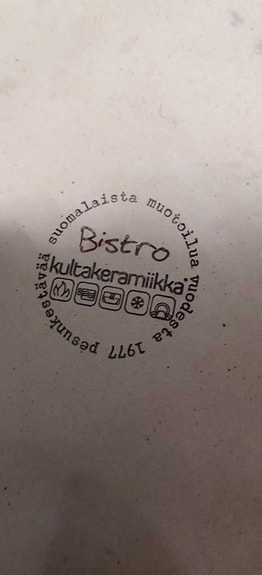 suomalaista muotoilua vuodesta 1977 pesunkestävää
Bistro
kultakeramiikka